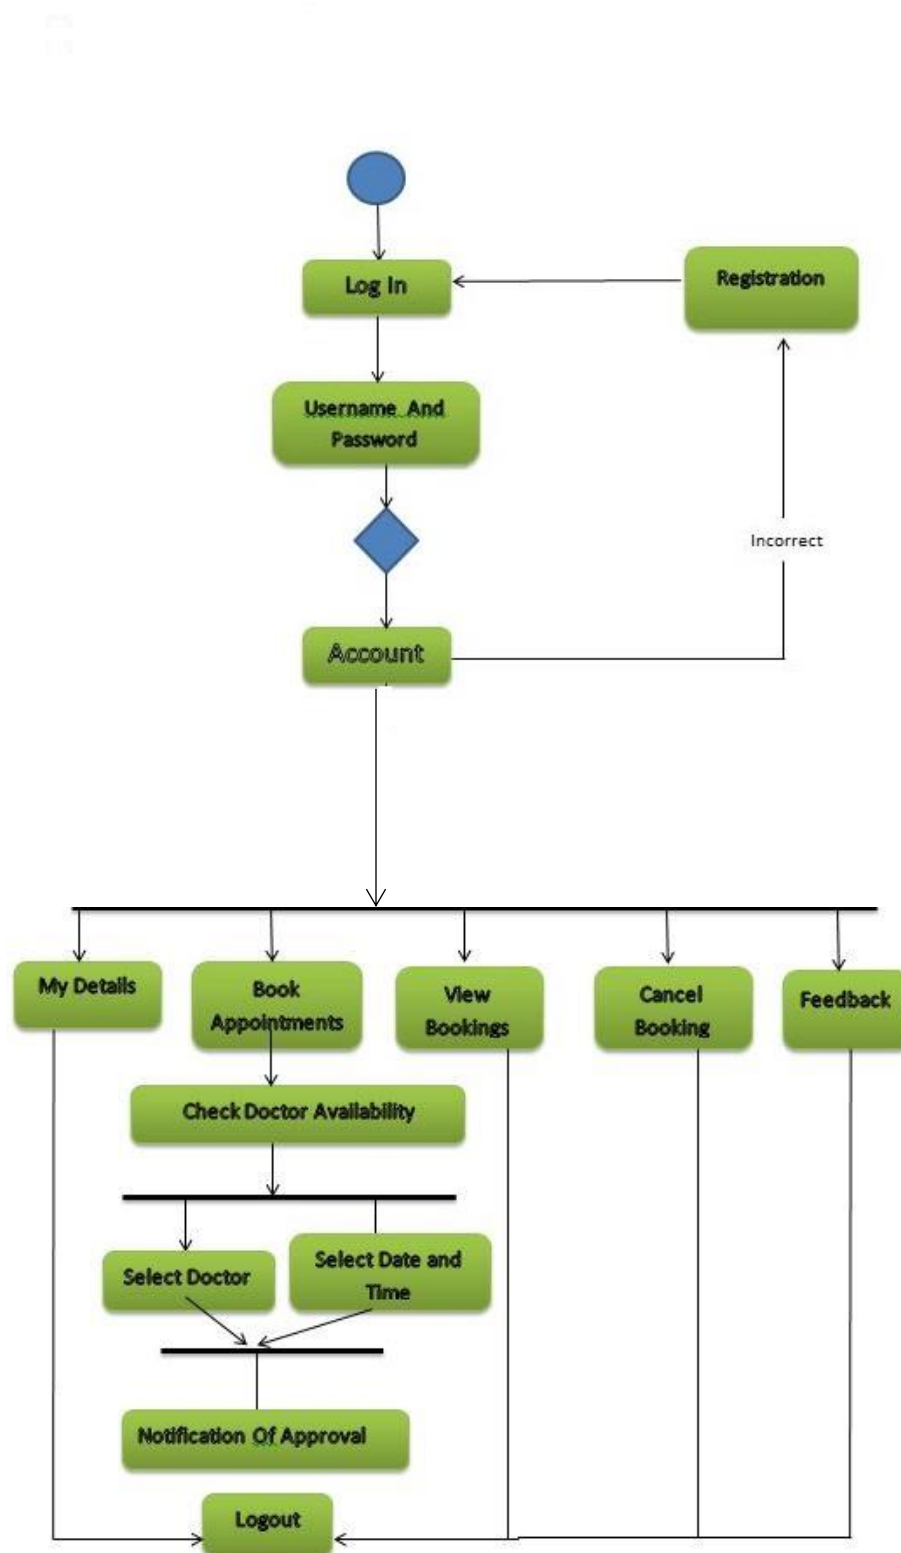 Log In
Registration
Username And
Password
Incorrect
Account
My Details
Book
Appointments
View
Bookings
Cancel
Booking
Feedback
Check Doctor Availability
Select Doctor
Select Date and
Time
Notification Of Approval
Logout